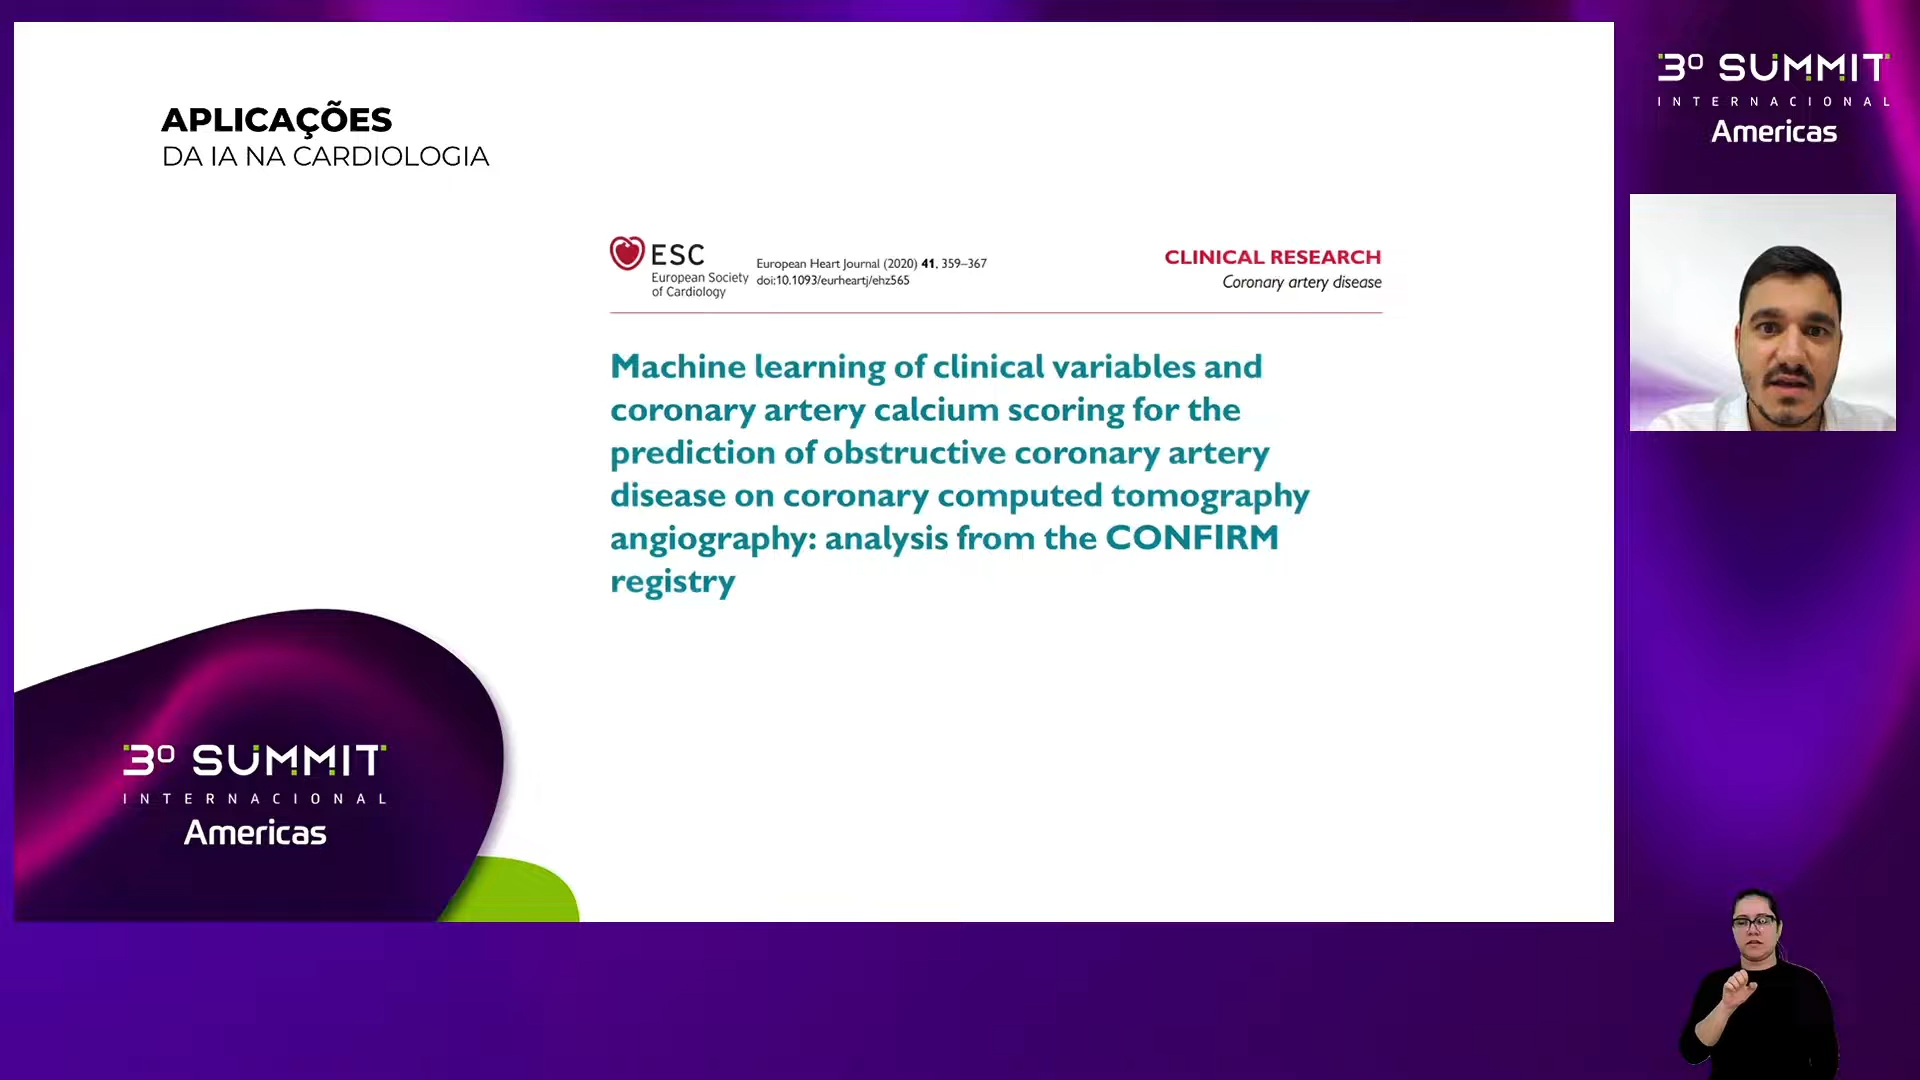 APLICAÇÕES
DA IA NA CARDIOLOGIA
ESC
European Society
of Cardiology
European Heart Journal (2020) 41, 359–367
doi:10.1093/eurheartj/ehz565
CLINICAL RESEARCH
Coronary artery disease
Machine learning of clinical variables and
coronary artery calcium scoring for the
prediction of obstructive coronary artery
disease on coronary computed tomography
angiography: analysis from the CONFIRM
registry
3º SUMMIT
INTERNACIONAL
Americas
3º SUMMIT
INTERNACIONAL
Americas